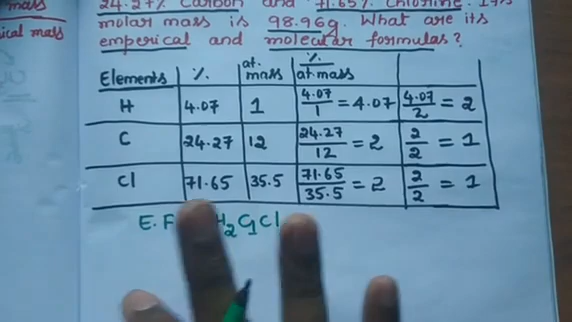 mass
ical mass
24.27% Carbon and 71.65% Chlorine. Its
molar mass is 98.96g. What are its
emperical and molecular formulas?
Elements % at. mass %/at.mass
H 4.07 1 4.07/1 = 4.07 4.07/2 = 2
C 24.27 12 24.27/12 = 2 2/2 = 1
Cl 71.65 35.5 71.65/35.5 = 2 2/2 = 1
E.F H₂C₁Cl